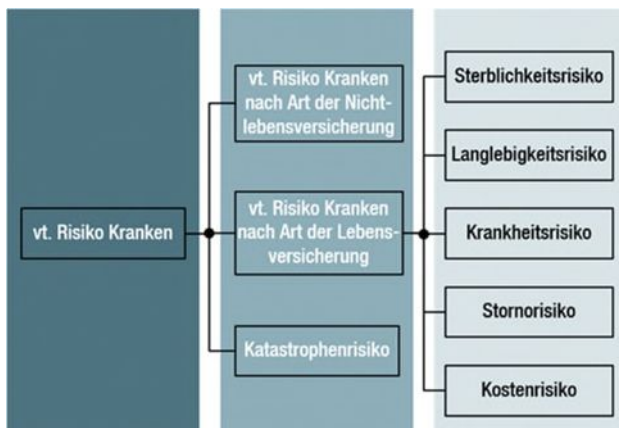 vt. Risiko Kranken
vt. Risiko Kranken
nach Art der Nicht-
lebensversicherung
vt. Risiko Kranken
nach Art der Lebens-
versicherung
Katastrophenrisiko
Sterblichkeitsrisiko
Langlebigkeitsrisiko
Krankheitsrisiko
Stornorisiko
Kostenrisiko